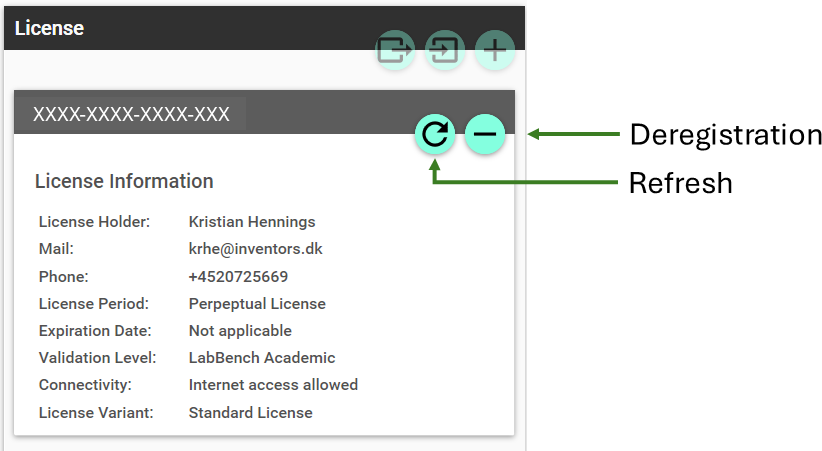 License
XXXX-XXXX-XXXX-XXX
Deregistration
Refresh
License Information
License Holder: Kristian Hennings
Mail: krhe@inventors.dk
Phone: +4520725669
License Period: Perpeptual License
Expiration Date: Not applicable
Validation Level: LabBench Academic
Connectivity: Internet access allowed
License Variant: Standard License